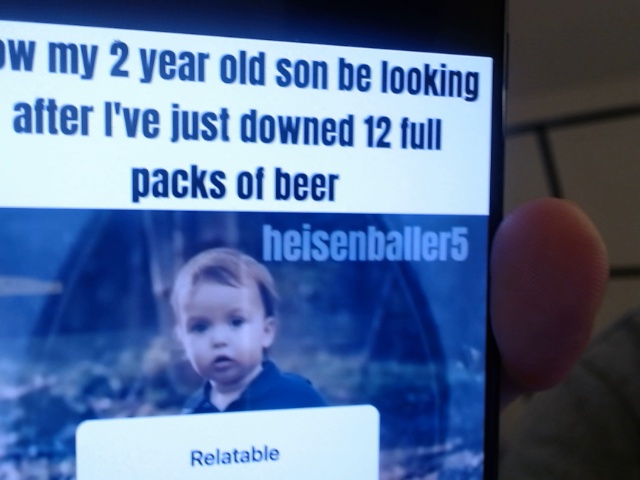 my 2 year old son be looking
after I've just downed 12 full
packs of beer
heisenballer5
Relatable